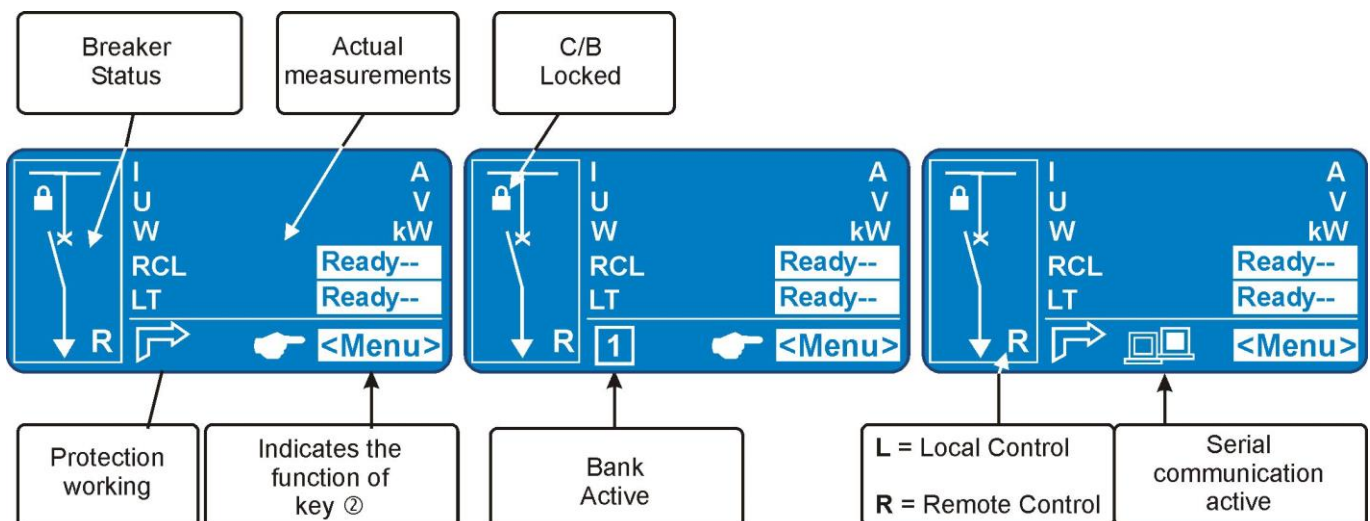 Breaker
Status
Actual
measurements
C/B
Locked
I A
U V
W kW
RCL Ready--
LT Ready--
R <Menu>
I A
U V
W kW
RCL Ready--
LT Ready--
R 1 <Menu>
I A
U V
W kW
RCL Ready--
LT Ready--
R <Menu>
Protection
working
Indicates the
function of
key ②
Bank
Active
L = Local Control
R = Remote Control
Serial
communication
active